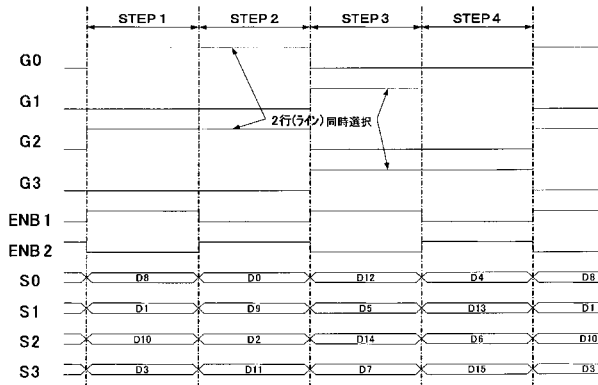 STEP 1 STEP 2 STEP 3 STEP 4
G0
G1
2行(ライン)同時選択
G2
G3
ENB 1
ENB 2
S0 D8 D0 D12 D4 D8
S1 D1 D9 D5 D13 D1
S2 D10 D2 D14 D6 D10
S3 D3 D11 D7 D15 D3